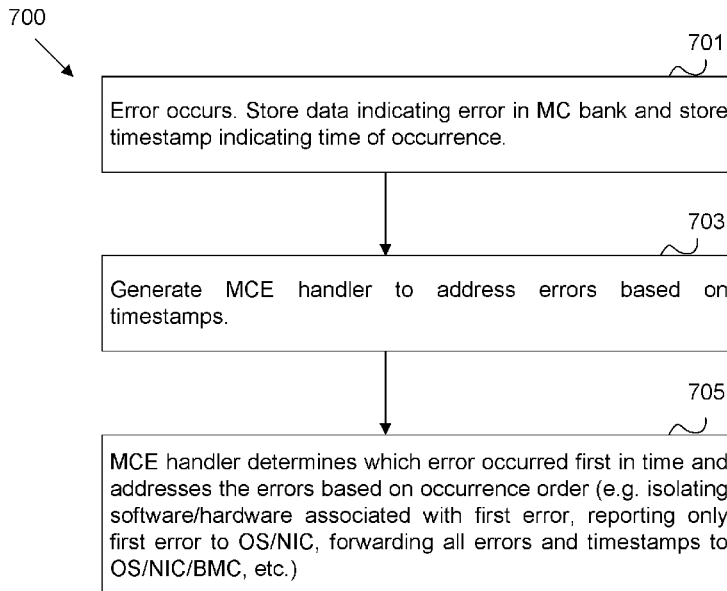 700
701
Error occurs. Store data indicating error in MC bank and store
timestamp indicating time of occurrence.
703
Generate MCE handler to address errors based on
timestamps.
705
MCE handler determines which error occurred first in time and
addresses the errors based on occurrence order (e.g. isolating
software/hardware associated with first error, reporting only
first error to OS/NIC, forwarding all errors and timestamps to
OS/NIC/BMC, etc.)